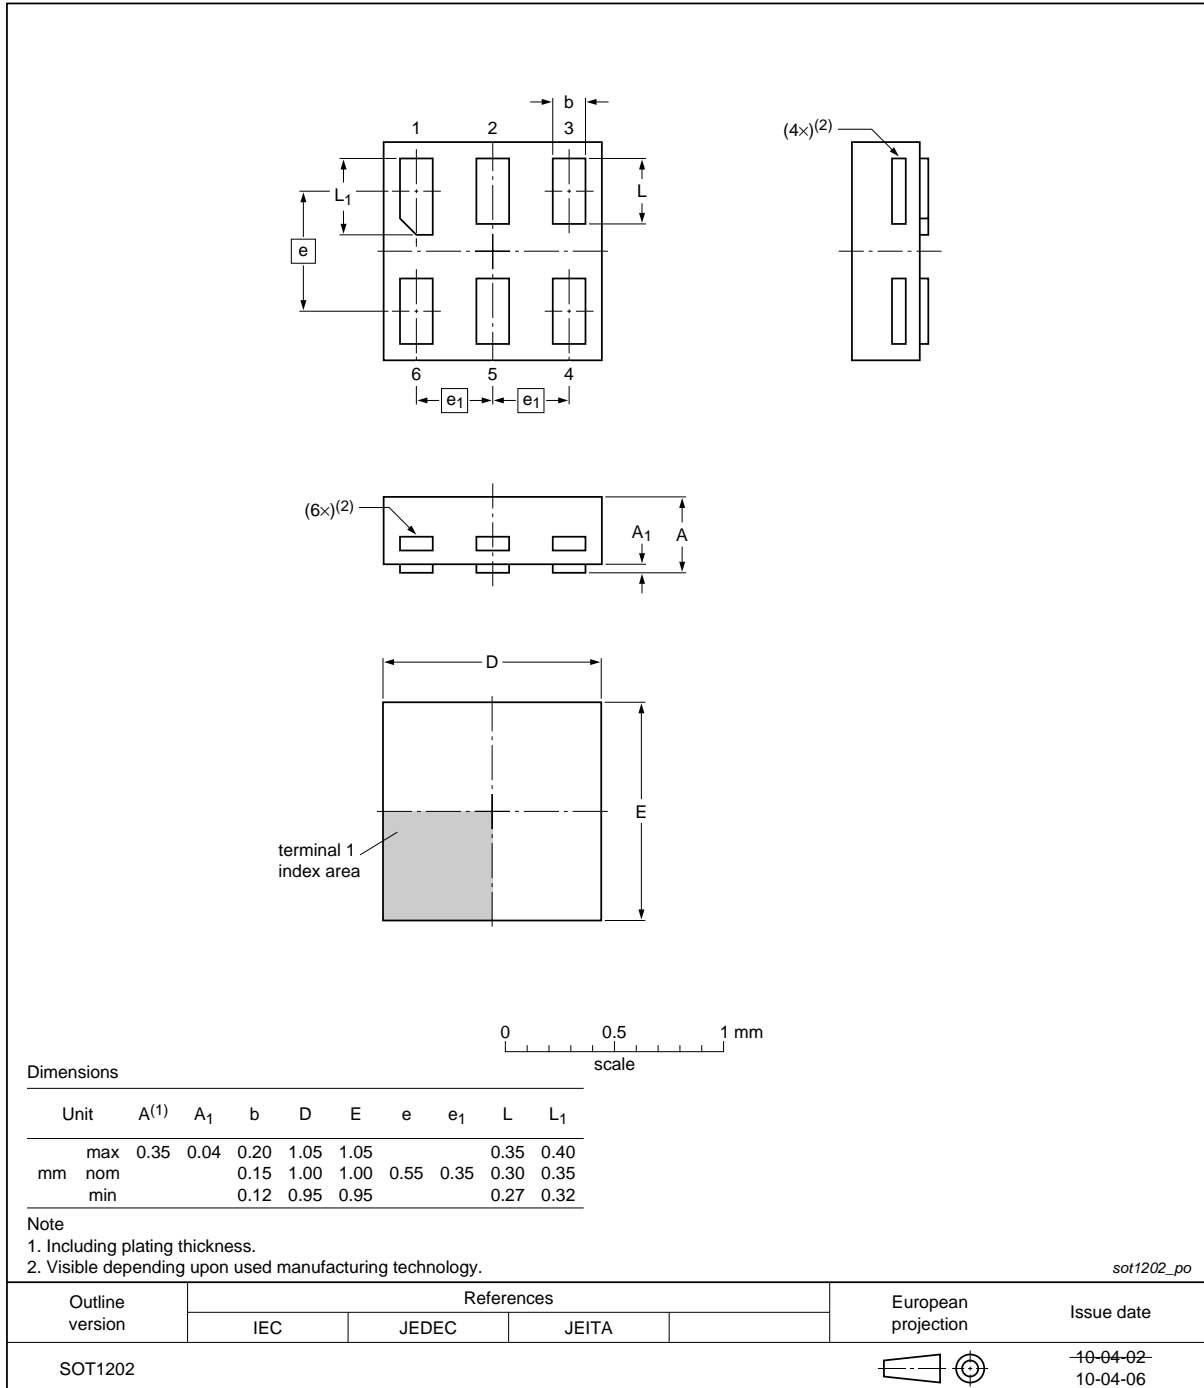 b
1 2 3
(4×)(2)
L1
L
e
6 5 4
e1 e1
(6×)(2)
A1 A
D
E
terminal 1
index area
0 0.5 1 mm
scale
Dimensions
Unit A(1) A1 b D E e e1 L L1
max 0.35 0.04 0.20 1.05 1.05 0.35 0.40
mm nom 0.15 1.00 1.00 0.55 0.35 0.30 0.35
min 0.12 0.95 0.95 0.27 0.32
Note
1. Including plating thickness.
2. Visible depending upon used manufacturing technology.
sot1202_po
Outline
version
References
IEC JEDEC JEITA
European
projection
Issue date
SOT1202
10-04-02
10-04-06